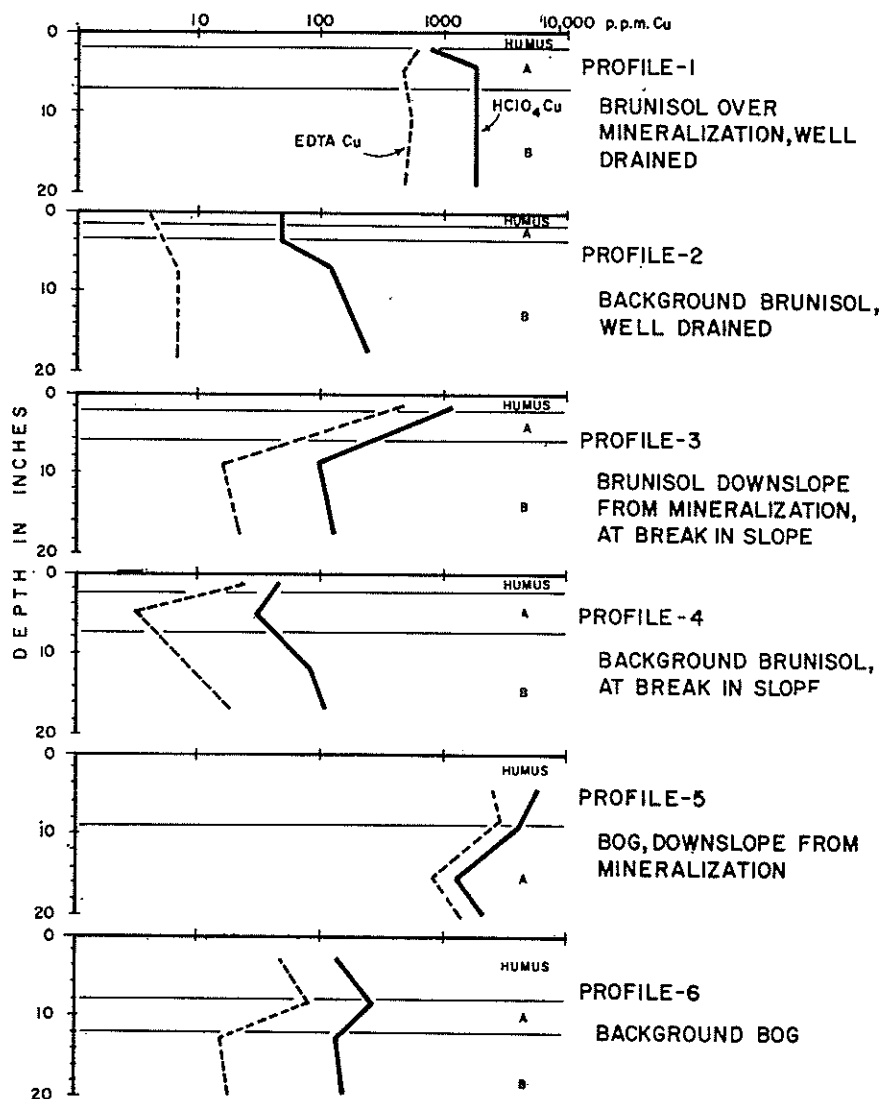 10 100 1000 10,000 p.p.m. Cu
0
HUMUS
A
PROFILE-1
10
EDTA Cu
HClO4 Cu
B
BRUNISOL OVER
MINERALIZATION, WELL
DRAINED
20
0
HUMUS
A
PROFILE-2
10
B
BACKGROUND BRUNISOL,
WELL DRAINED
20
DEPTH IN INCHES
0
HUMUS
A
PROFILE-3
10
B
BRUNISOL DOWNSLOPE
FROM MINERALIZATION,
AT BREAK IN SLOPE
20
0
HUMUS
A
PROFILE-4
10
B
BACKGROUND BRUNISOL,
AT BREAK IN SLOPE
20
0
HUMUS
PROFILE-5
10
A
BOG, DOWNSLOPE FROM
MINERALIZATION
20
0
HUMUS
PROFILE-6
10
A
BACKGROUND BOG
B
20